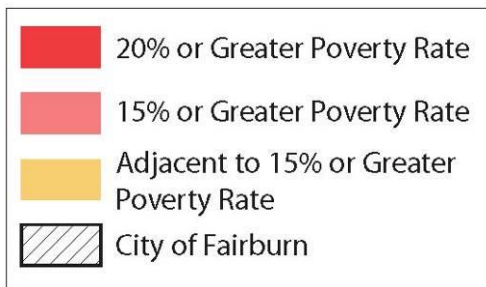 20% or Greater Poverty Rate
15% or Greater Poverty Rate
Adjacent to 15% or Greater
Poverty Rate
City of Fairburn